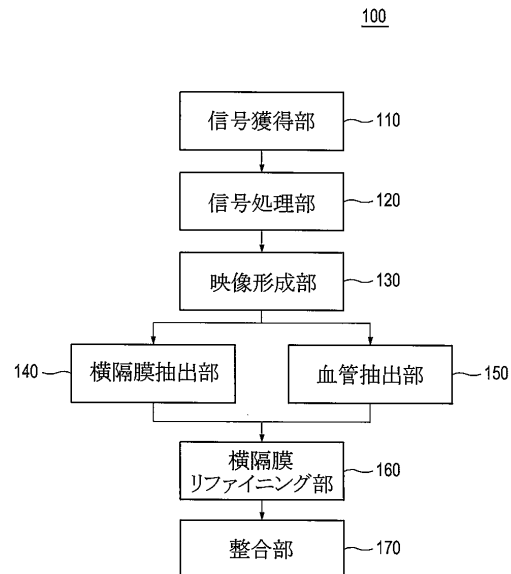 100
信号獲得部
110
信号処理部
120
映像形成部
130
140
横隔膜抽出部
血管抽出部
150
横隔膜
リファイニング部
160
整合部
170